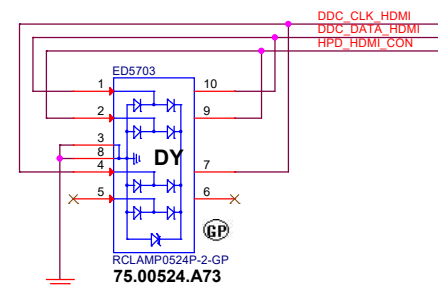 DDC_CLK_HDMI
DDC_DATA_HDMI
HPD_HDMI_CON
ED5703
1
10
2
9
3
8
DY
4
7
5
6
GP
RCLAMP0524P-2-GP
75.00524.A73